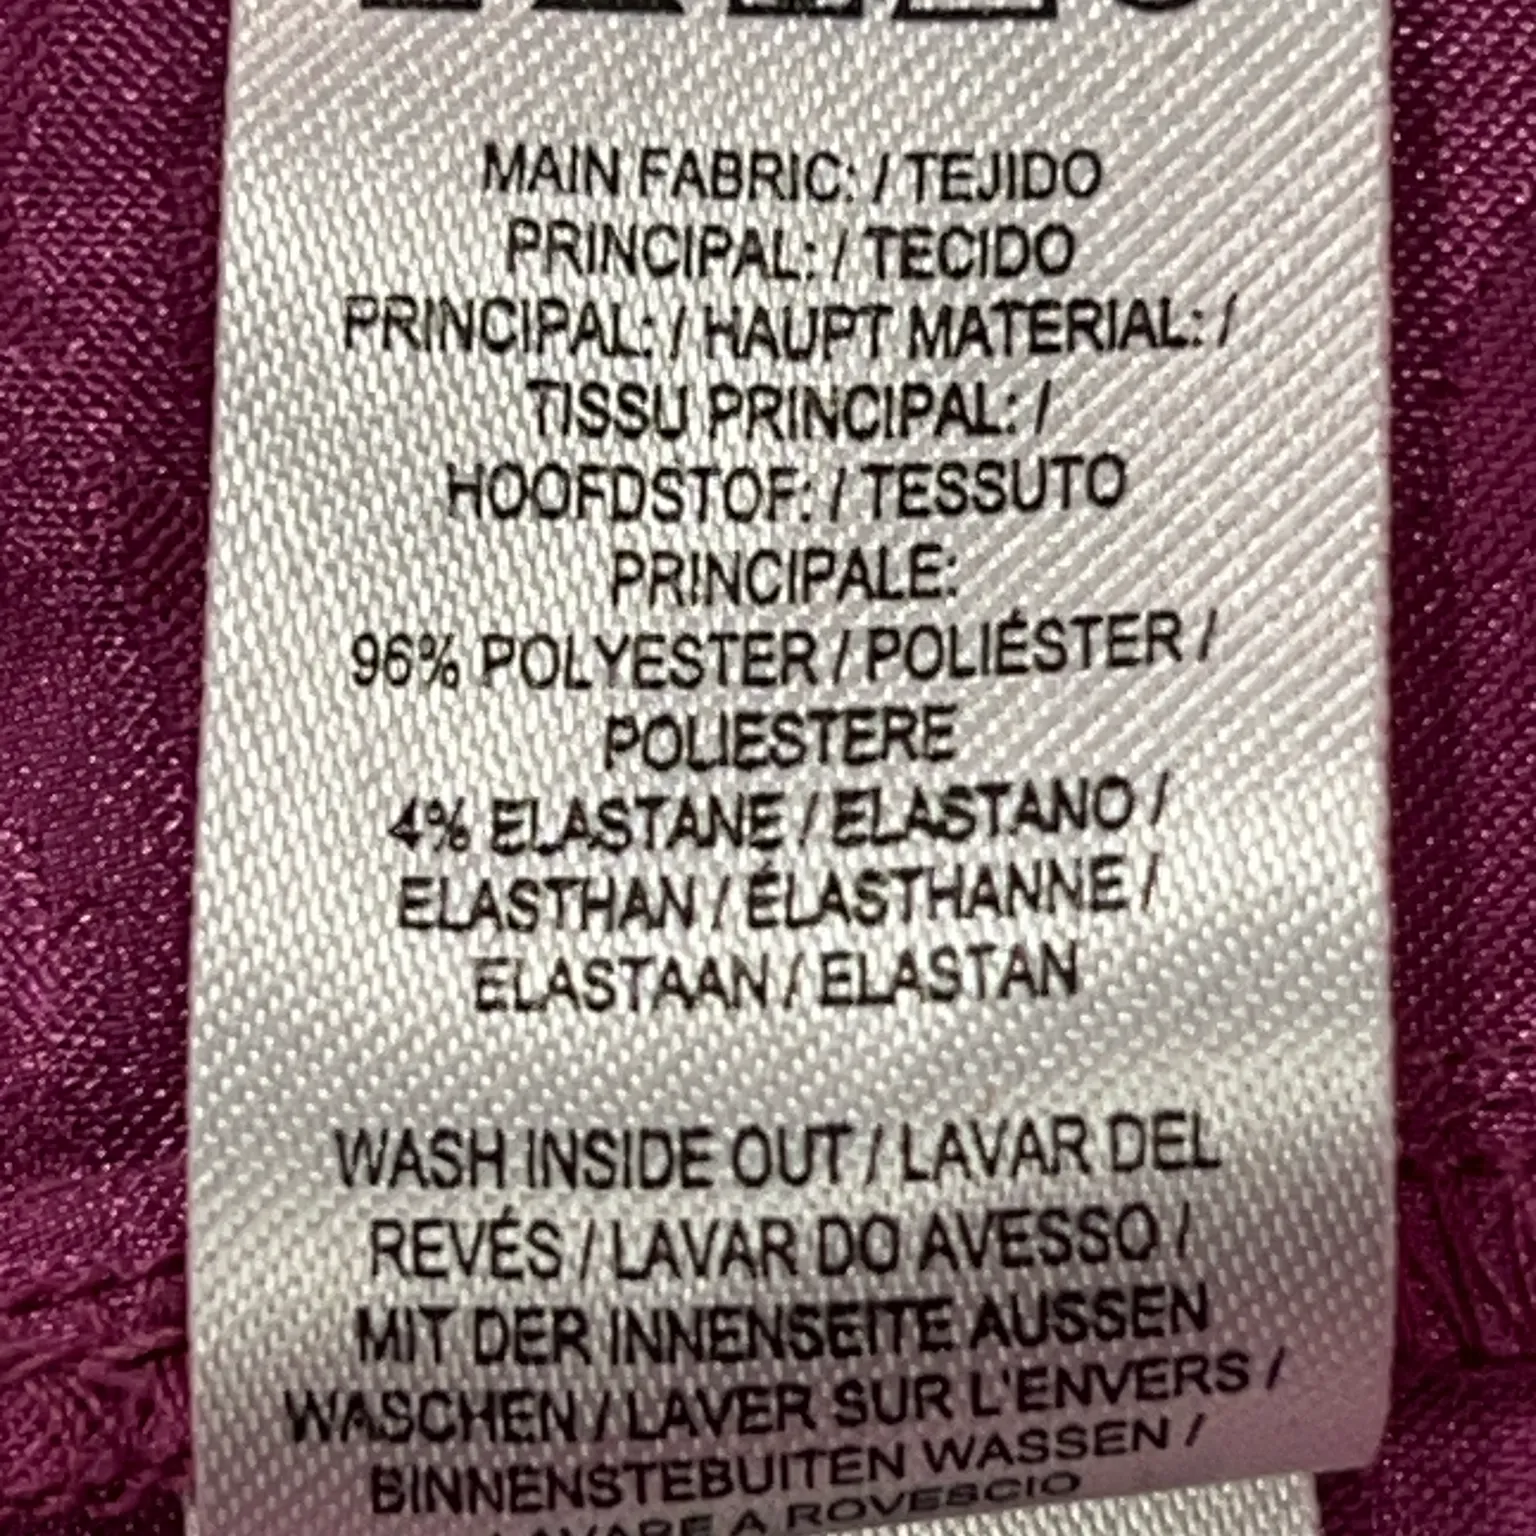 MAIN FABRIC: / TEJIDO
PRINCIPAL: / TECIDO
PRINCIPAL: / HAUPT MATERIAL: /
TISSU PRINCIPAL: /
HOOFDSTOF: / TESSUTO
PRINCIPALE:
96% POLYESTER / POLIÉSTER /
POLIESTERE
4% ELASTANE / ELASTANO /
ELASTHAN / ÉLASTHANNE /
ELASTAAN / ELASTAN
WASH INSIDE OUT / LAVAR DEL
REVÉS / LAVAR DO AVESSO /
MIT DER INNENSEITE AUSSEN
WASCHEN / LAVER SUR L'ENVERS /
BINNENSTEBUITEN WASSEN /
LAVARE A ROVESCIO